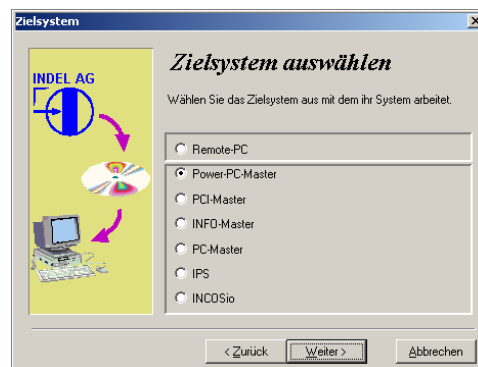 Zielsystem
INDEL AG
Zielsystem auswählen
Wählen Sie das Zielsystem aus mit dem ihr System arbeitet.
Remote-PC
Power-PC-Master
PCI-Master
INFO-Master
PC-Master
IPS
INCOSio
< Zurück
Weiter >
Abbrechen